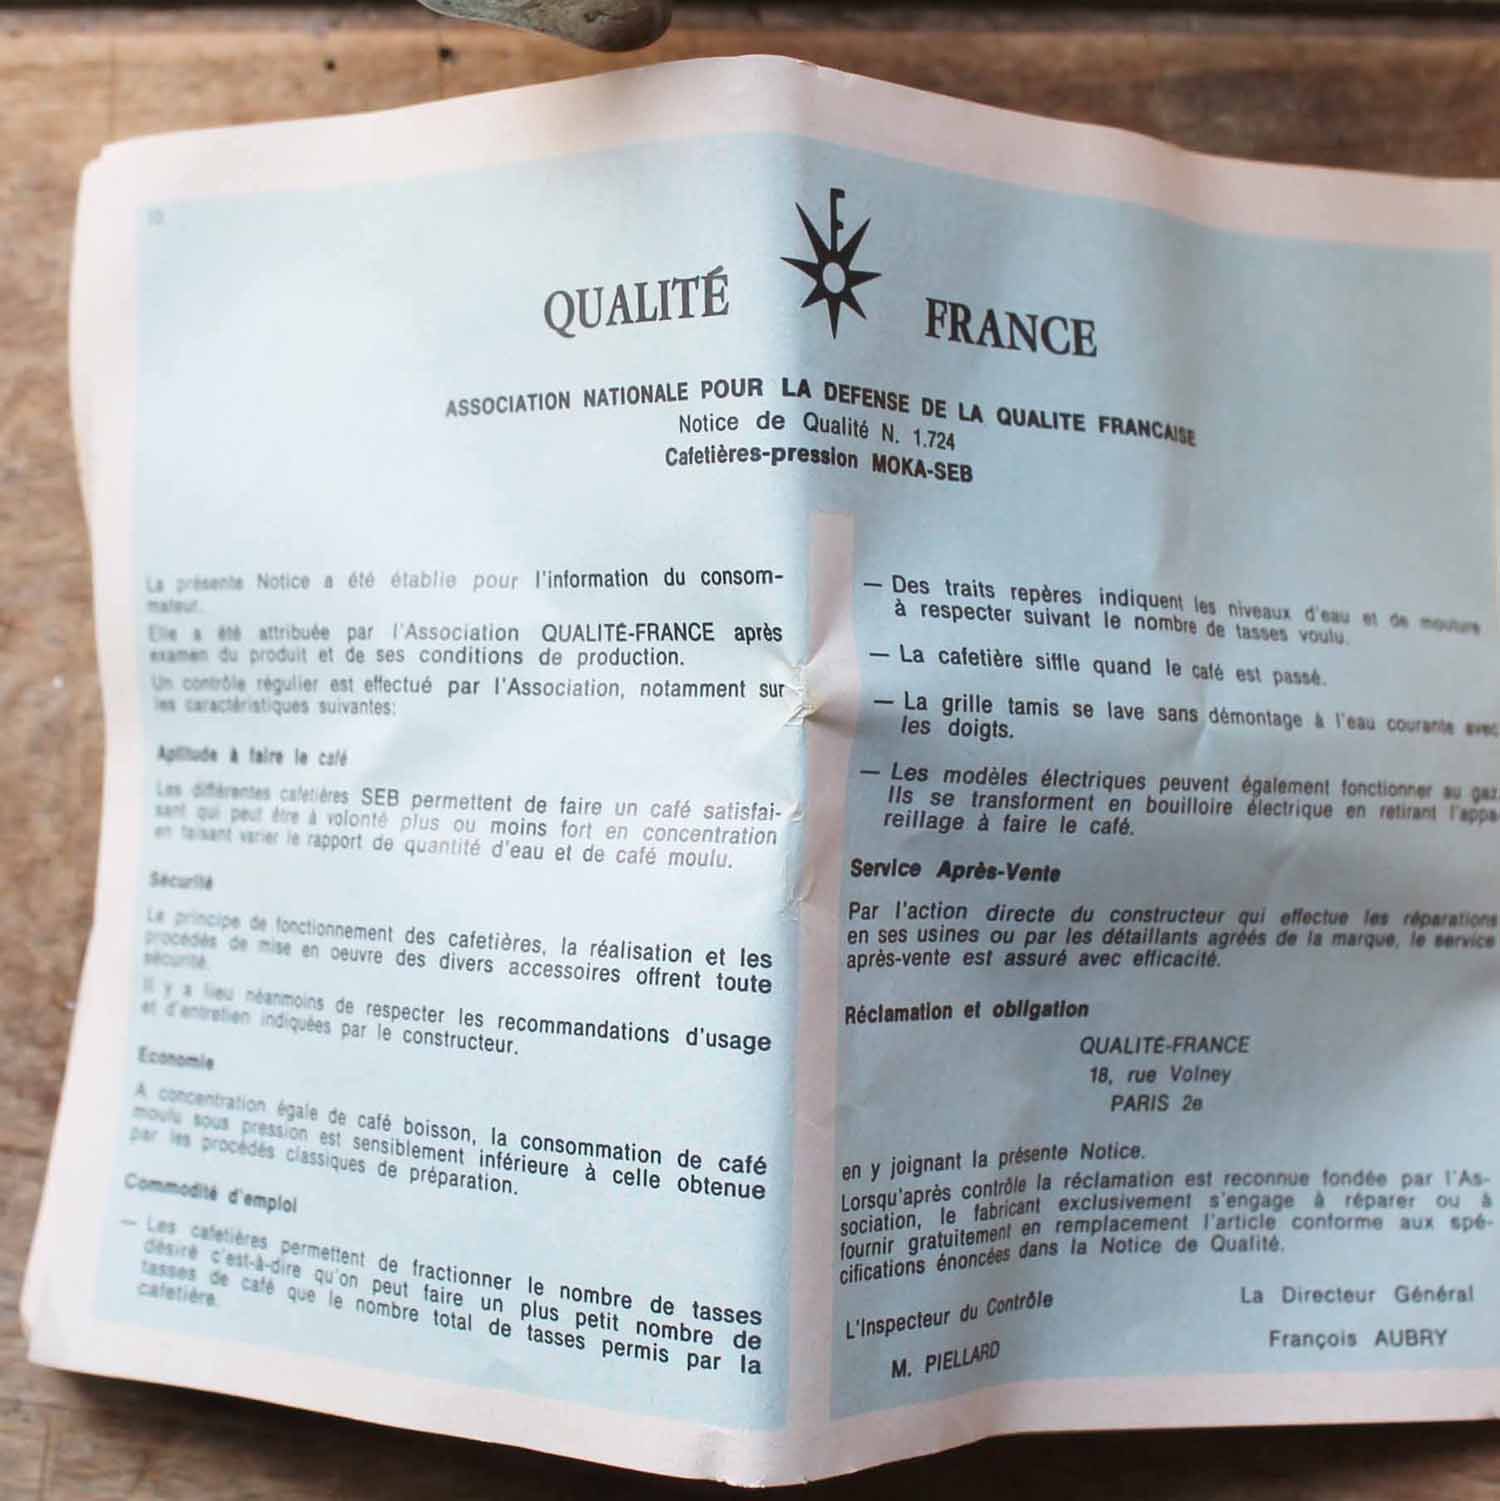 10
QUALITÉ FRANCE
ASSOCIATION NATIONALE POUR LA DEFENSE DE LA QUALITE FRANCAISE
Notice de Qualité N. 1.724
Cafetières-pression MOKA-SEB
La présente Notice a été établie pour l'information du consom-
mateur.
Elle a été attribuée par l'Association QUALITÉ-FRANCE après
examen du produit et de ses conditions de production.
Un contrôle régulier est effectué par l'Association, notamment sur
les caractéristiques suivantes:
Aptitude à faire le café
Les différentes cafetières SEB permettent de faire un café satisfai-
sant qui peut être à volonté plus ou moins fort en concentration
en faisant varier le rapport de quantité d'eau et de café moulu.
Sécurité
Le principe de fonctionnement des cafetières, la réalisation et les
procédés de mise en oeuvre des divers accessoires offrent toute
sécurité.
Il y a lieu néanmoins de respecter les recommandations d'usage
et d'entretien indiquées par le constructeur.
Economie
A concentration égale de café boisson, la consommation de café
moulu sous pression est sensiblement inférieure à celle obtenue
par les procédés classiques de préparation.
Commodité d'emploi
— Les cafetières permettent de fractionner le nombre de tasses
désiré c'est-à-dire qu'on peut faire un plus petit nombre de
tasses de café que le nombre total de tasses permis par la
cafetière.
— Des traits repères indiquent les niveaux d'eau et de mouture
à respecter suivant le nombre de tasses voulu.
— La cafetière siffle quand le café est passé.
— La grille tamis se lave sans démontage à l'eau courante avec
les doigts.
— Les modèles électriques peuvent également fonctionner au gaz.
Ils se transforment en bouilloire électrique en retirant l'appa
reillage à faire le café.
Service Après-Vente
Par l'action directe du constructeur qui effectue les réparations
en ses usines ou par les détaillants agréés de la marque, le service
après-vente est assuré avec efficacité.
Réclamation et obligation
QUALITÉ-FRANCE
18, rue Volney
PARIS 2e
en y joignant la présente Notice.
Lorsqu'après contrôle la réclamation est reconnue fondée par l'As-
sociation, le fabricant exclusivement s'engage à réparer ou à
fournir gratuitement en remplacement l'article conforme aux spé-
cifications énoncées dans la Notice de Qualité.
L'Inspecteur du Contrôle
M. PIELLARD
La Directeur Général
François AUBRY